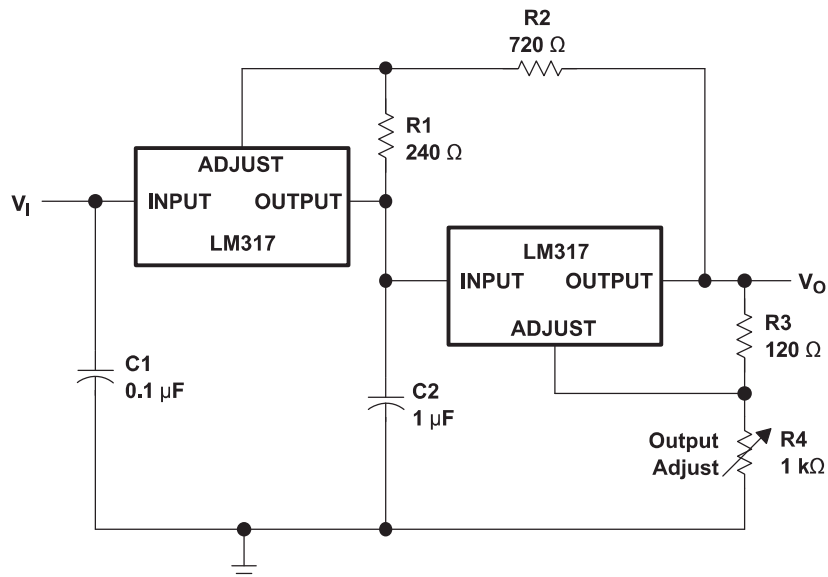 R2
720 Ω
R1
240 Ω
ADJUST
V_I
INPUT OUTPUT
LM317
LM317
INPUT OUTPUT
V_O
ADJUST
R3
120 Ω
C1
0.1 µF
C2
1 µF
Output
Adjust
R4
1 kΩ